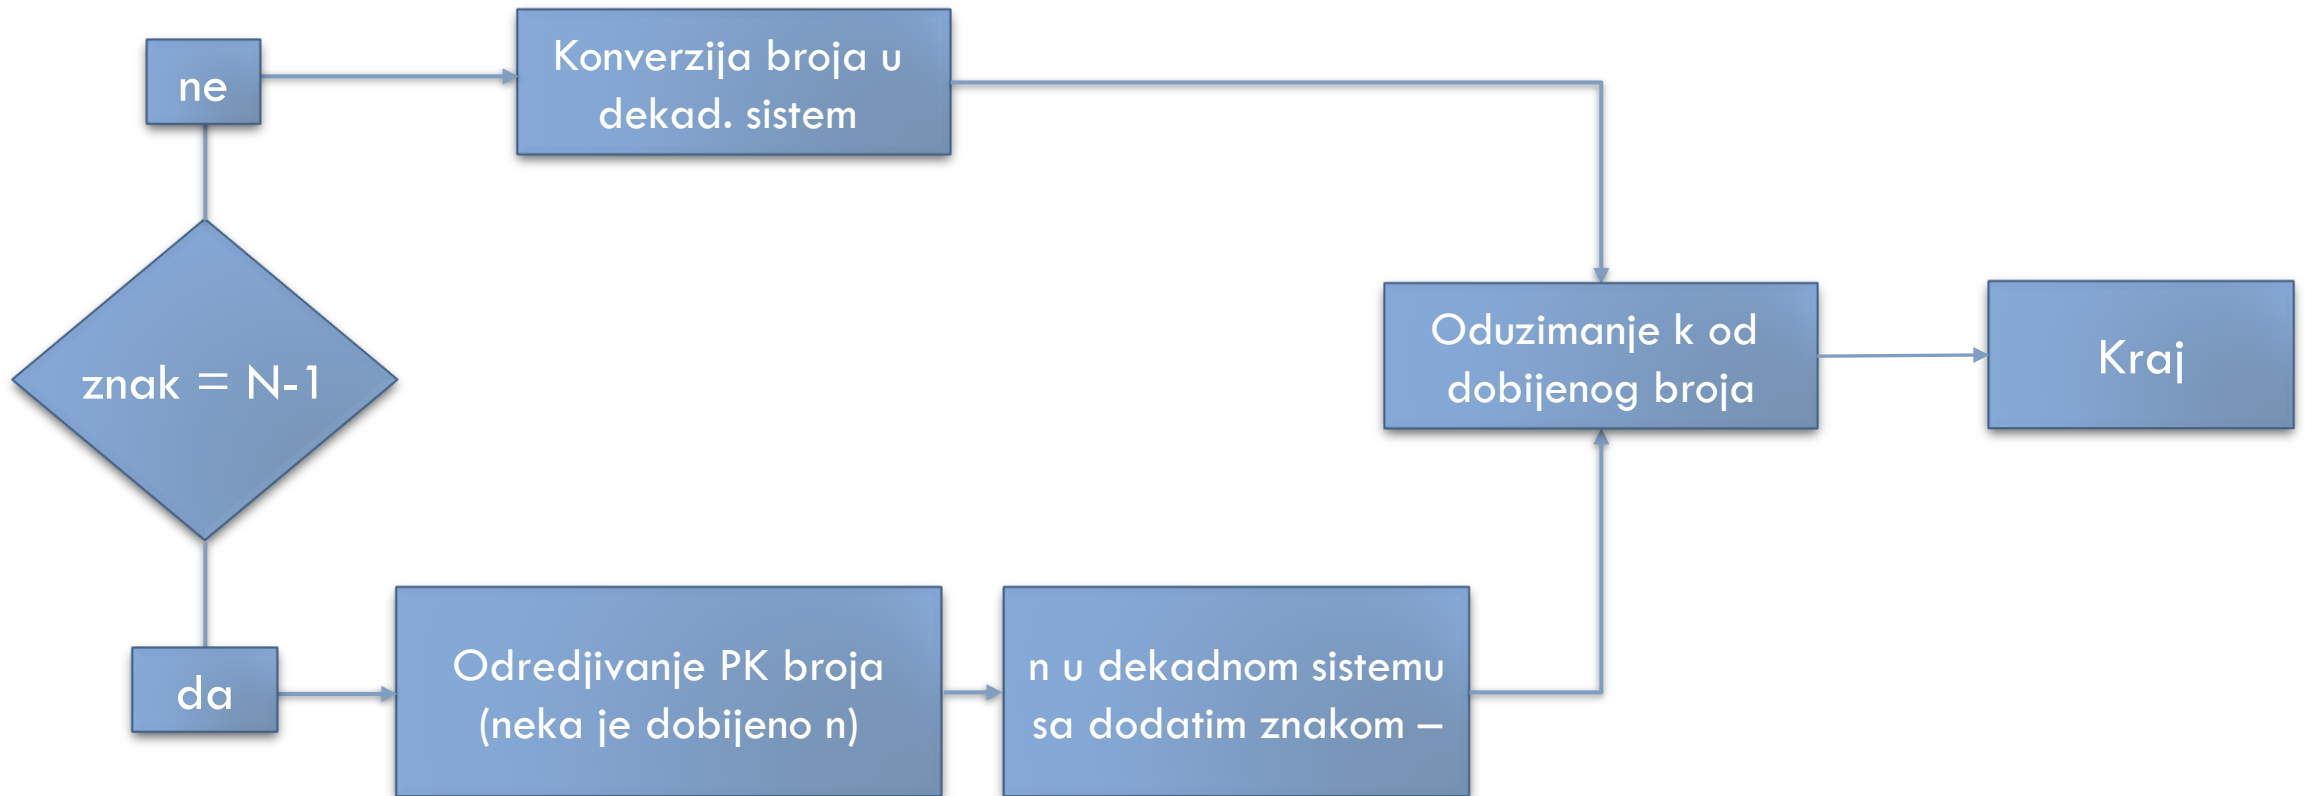 ne
Konverzija broja u
dekad. sistem
znak = N-1
Oduzimanje k od
dobijenog broja
Kraj
da
Odredjivanje PK broja
(neka je dobijeno n)
n u dekadnom sistemu
sa dodatim znakom –